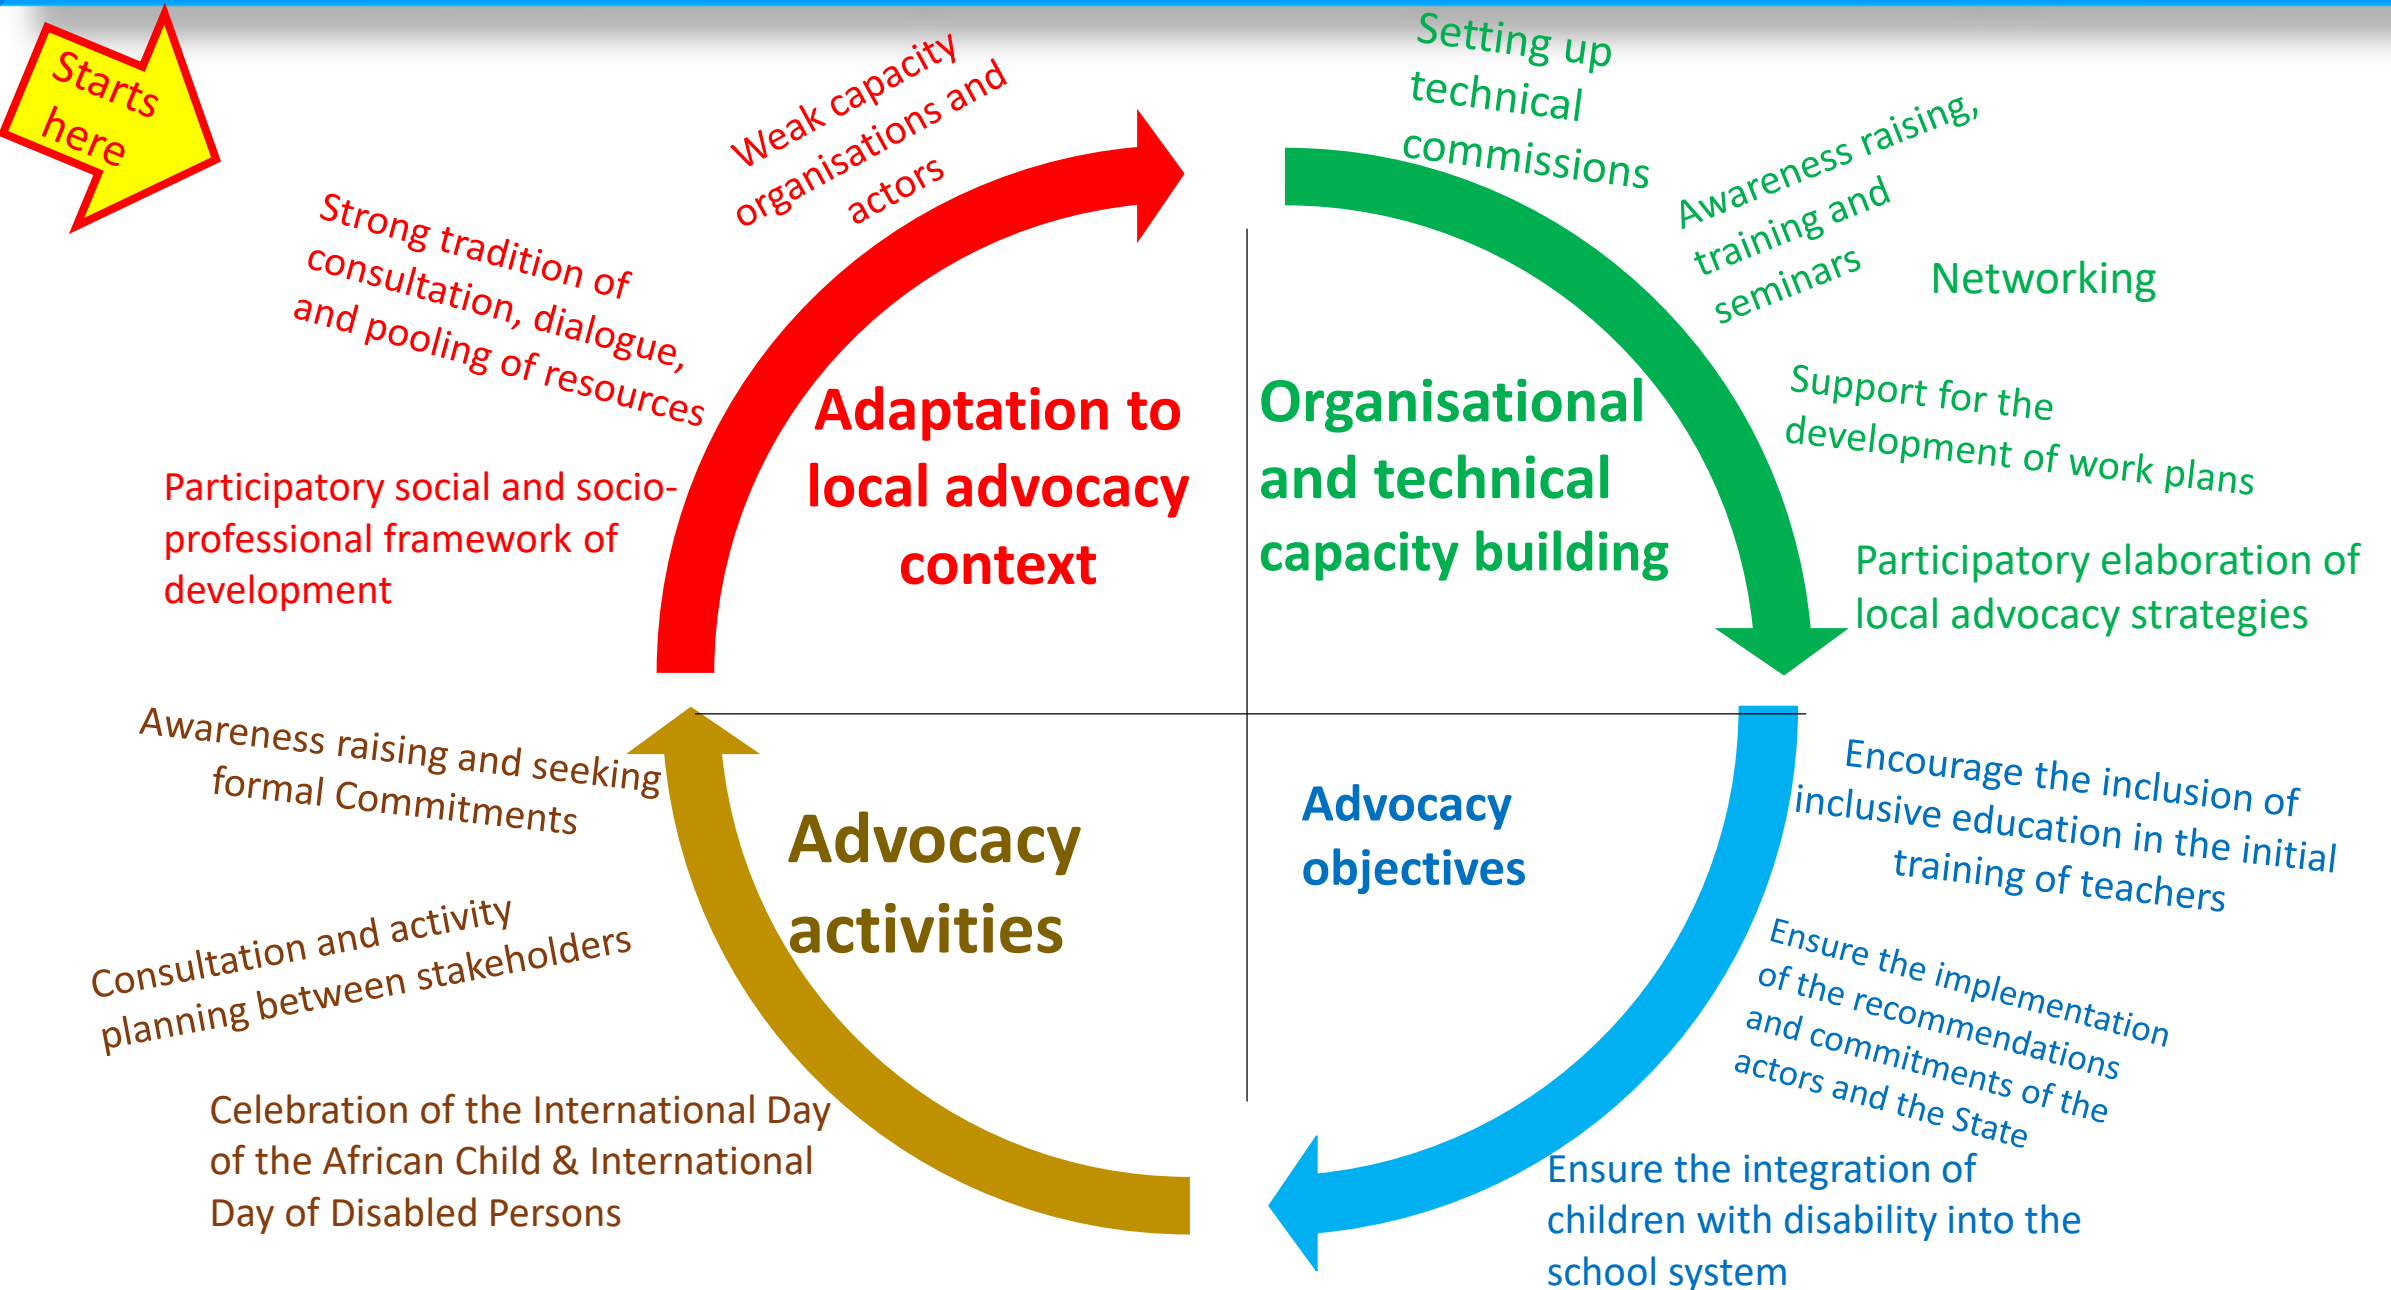 Starts
here
Weak capacity
organisations and
actors
Strong tradition of
consultation, dialogue,
and pooling of resources
Participatory social and socio-
professional framework of
development
Adaptation to
local advocacy
context
Setting up
technical
commissions
Awareness raising,
training and
seminars
Networking
Support for the
development of work plans
Participatory elaboration of
local advocacy strategies
Organisational
and technical
capacity building
Advocacy
objectives
Encourage the inclusion of
inclusive education in the initial
training of teachers
Ensure the implementation
of the recommendations
and commitments of the
actors and the State
Ensure the integration of
children with disability into the
school system
Advocacy
activities
Awareness raising and seeking
formal Commitments
Consultation and activity
planning between stakeholders
Celebration of the International Day
of the African Child & International
Day of Disabled Persons